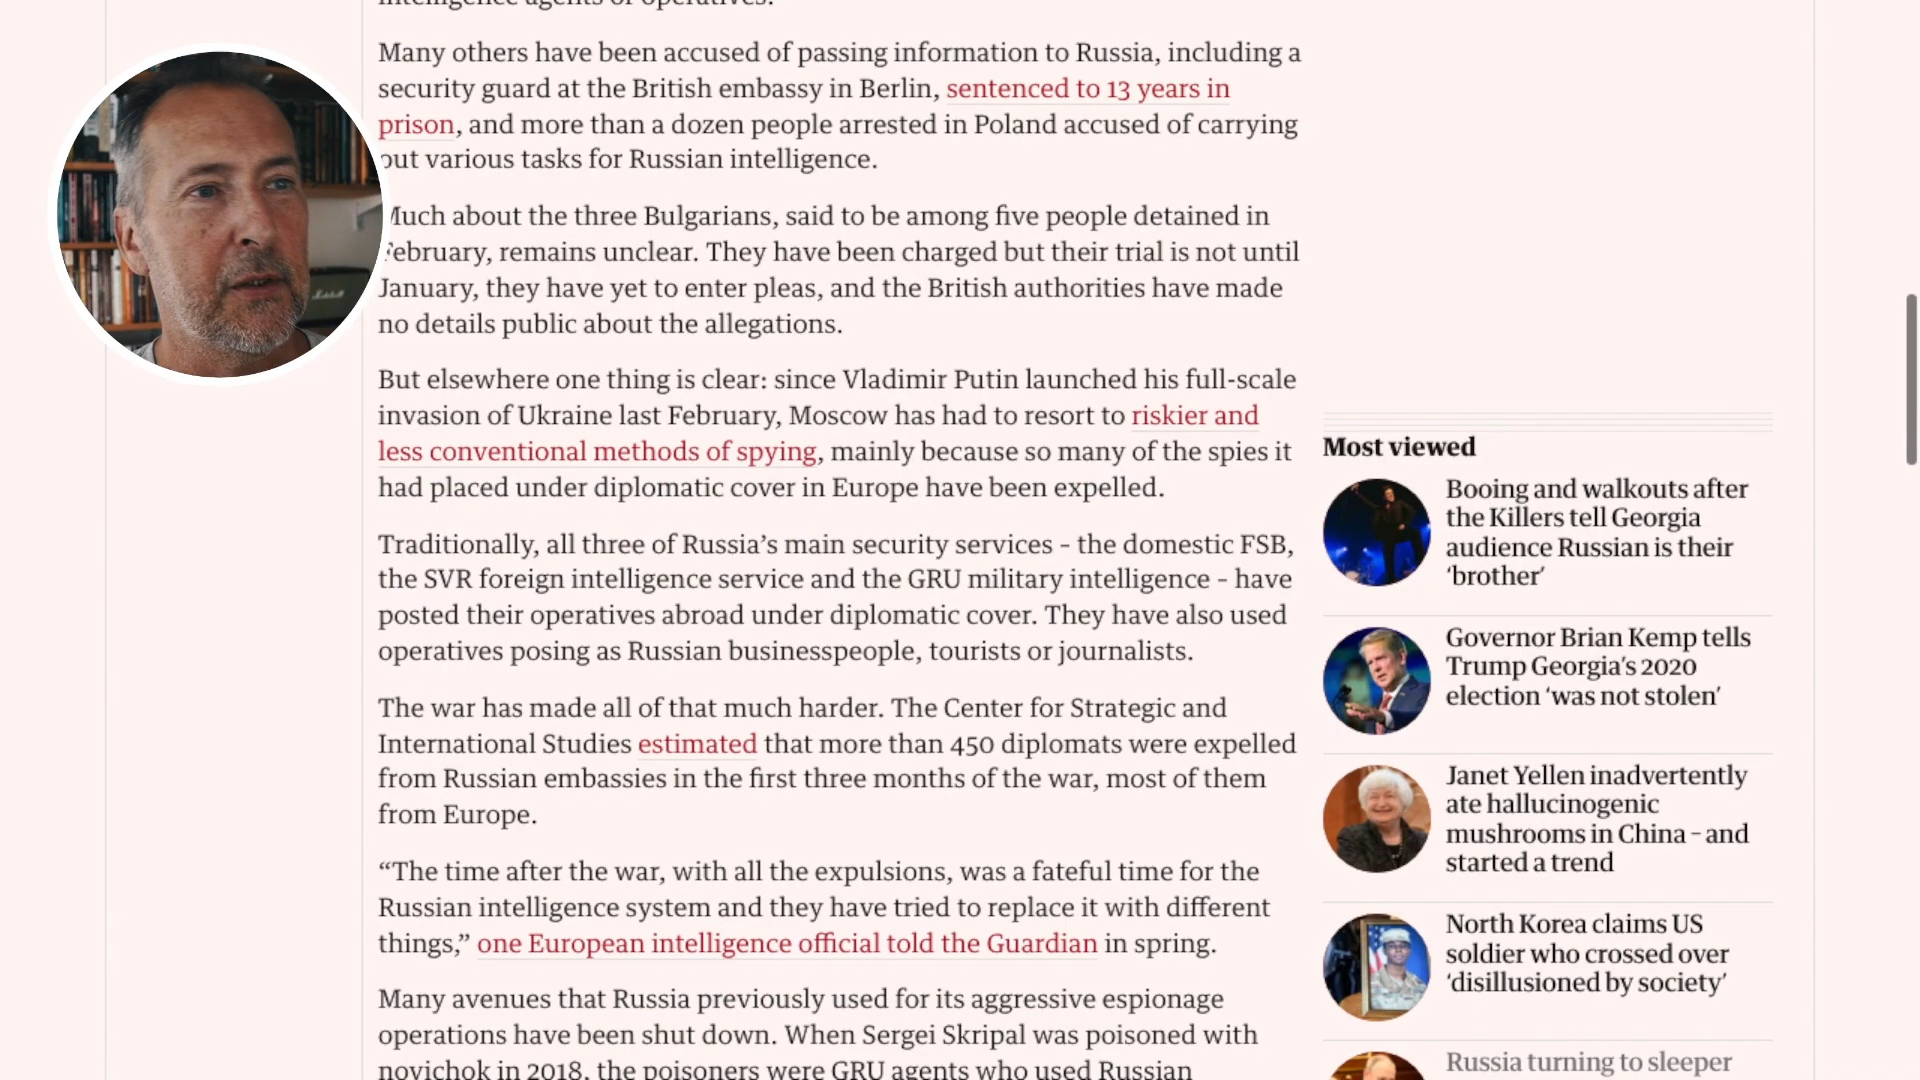 intelligence agents or operatives.
Many others have been accused of passing information to Russia, including a
security guard at the British embassy in Berlin, sentenced to 13 years in
prison, and more than a dozen people arrested in Poland accused of carrying
out various tasks for Russian intelligence.
Much about the three Bulgarians, said to be among five people detained in
February, remains unclear. They have been charged but their trial is not until
January, they have yet to enter pleas, and the British authorities have made
no details public about the allegations.
But elsewhere one thing is clear: since Vladimir Putin launched his full-scale
invasion of Ukraine last February, Moscow has had to resort to riskier and
less conventional methods of spying, mainly because so many of the spies it
had placed under diplomatic cover in Europe have been expelled.
Traditionally, all three of Russia’s main security services – the domestic FSB,
the SVR foreign intelligence service and the GRU military intelligence – have
posted their operatives abroad under diplomatic cover. They have also used
operatives posing as Russian businesspeople, tourists or journalists.
The war has made all of that much harder. The Center for Strategic and
International Studies estimated that more than 450 diplomats were expelled
from Russian embassies in the first three months of the war, most of them
from Europe.
“The time after the war, with all the expulsions, was a fateful time for the
Russian intelligence system and they have tried to replace it with different
things,” one European intelligence official told the Guardian in spring.
Many avenues that Russia previously used for its aggressive espionage
operations have been shut down. When Sergei Skripal was poisoned with
novichok in 2018, the poisoners were GRU agents who used Russian
Most viewed
Booing and walkouts after
the Killers tell Georgia
audience Russian is their
‘brother’
Governor Brian Kemp tells
Trump Georgia’s 2020
election ‘was not stolen’
Janet Yellen inadvertently
ate hallucinogenic
mushrooms in China – and
started a trend
North Korea claims US
soldier who crossed over
‘disillusioned by society’
Russia turning to sleeper
Marshall